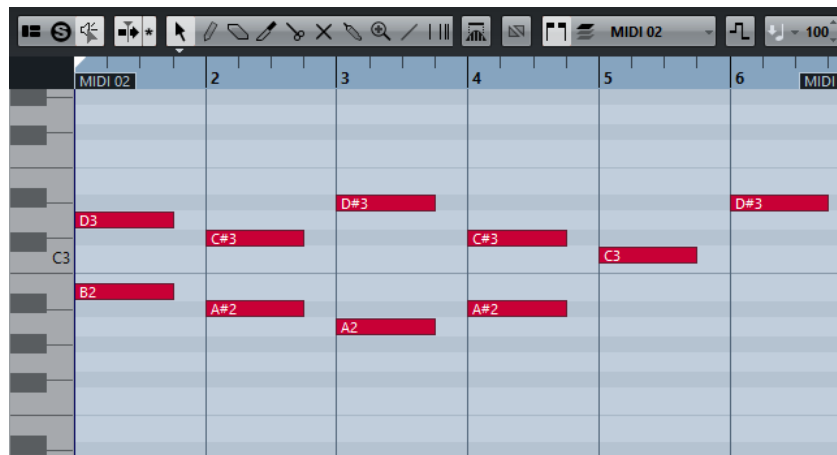 MIDI 02 100
MIDI 02 2 3 4 5 6 MIDI
D#3 D#3
D3
C#3 C#3
C3 C3
B2
A#2 A#2
A2